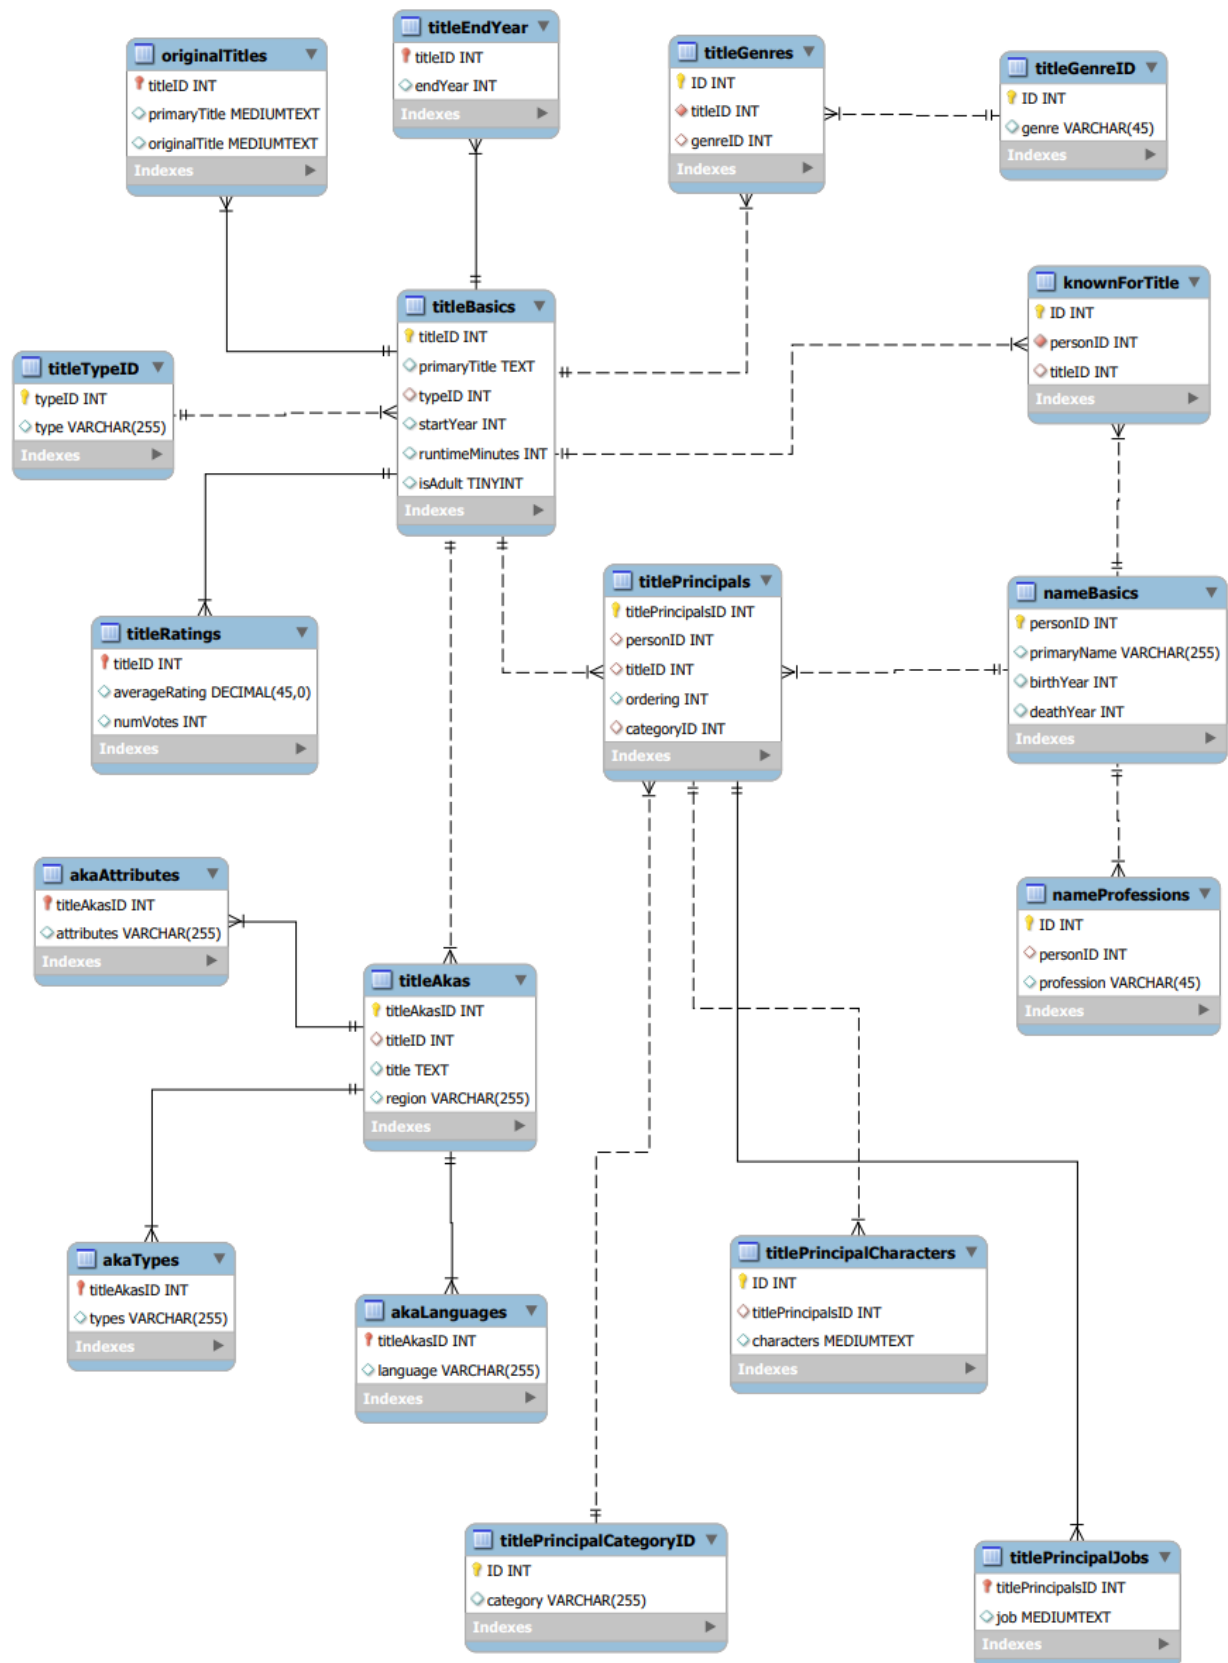 titleEndYear
titleID INT
endYear INT
Indexes
originalTitles
titleID INT
primaryTitle MEDIUMTEXT
originalTitle MEDIUMTEXT
Indexes
titleGenres
ID INT
titleID INT
genreID INT
Indexes
titleGenreID
ID INT
genre VARCHAR(45)
Indexes
knownForTitle
ID INT
personID INT
titleID INT
Indexes
titleBasics
titleID INT
primaryTitle TEXT
typeID INT
startYear INT
runtimeMinutes INT
isAdult TINYINT
Indexes
titleTypeID
typeID INT
type VARCHAR(255)
Indexes
titlePrincipals
titlePrincipalsID INT
personID INT
titleID INT
ordering INT
categoryID INT
Indexes
nameBasics
personID INT
primaryName VARCHAR(255)
birthYear INT
deathYear INT
Indexes
titleRatings
titleID INT
averageRating DECIMAL(45,0)
numVotes INT
Indexes
akaAttributes
titleAkasID INT
attributes VARCHAR(255)
Indexes
nameProfessions
ID INT
personID INT
profession VARCHAR(45)
Indexes
titleAkas
titleAkasID INT
titleID INT
title TEXT
region VARCHAR(255)
Indexes
akaTypes
titleAkasID INT
types VARCHAR(255)
Indexes
akaLanguages
titleAkasID INT
language VARCHAR(255)
Indexes
titlePrincipalCharacters
ID INT
titlePrincipalsID INT
characters MEDIUMTEXT
Indexes
titlePrincipalCategoryID
ID INT
category VARCHAR(255)
Indexes
titlePrincipalJobs
titlePrincipalsID INT
job MEDIUMTEXT
Indexes